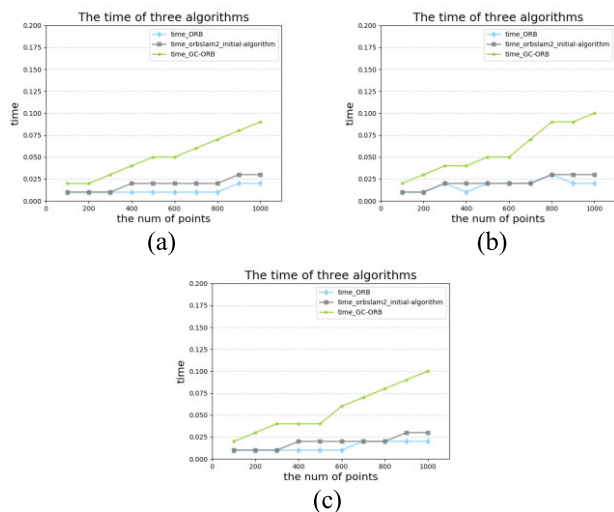 The time of three algorithms
time_ORB
time_orbslam2_initial-algorithm
time_GC-ORB
0.200
0.175
0.150
0.125
0.100
0.075
0.050
0.025
0.000
time
0 200 400 600 800 1000
the num of points
(a)
The time of three algorithms
time_ORB
time_orbslam2_initial-algorithm
time_GC-ORB
0.200
0.175
0.150
0.125
0.100
0.075
0.050
0.025
0.000
time
0 200 400 600 800 1000
the num of points
(b)
The time of three algorithms
time_ORB
time_orbslam2_initial-algorithm
time_GC-ORB
0.200
0.175
0.150
0.125
0.100
0.075
0.050
0.025
0.000
time
0 200 400 600 800 1000
the num of points
(c)